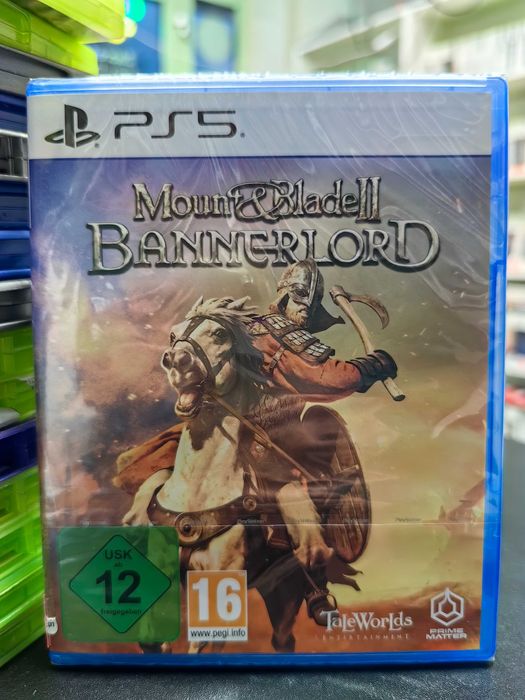 PS5
Mount & Blade II
BANNERLORD
USK
ab
12
freigegeben
16
www.pegi.info
TaleWorlds
ENTERTAINMENT
PRIME
MATTER